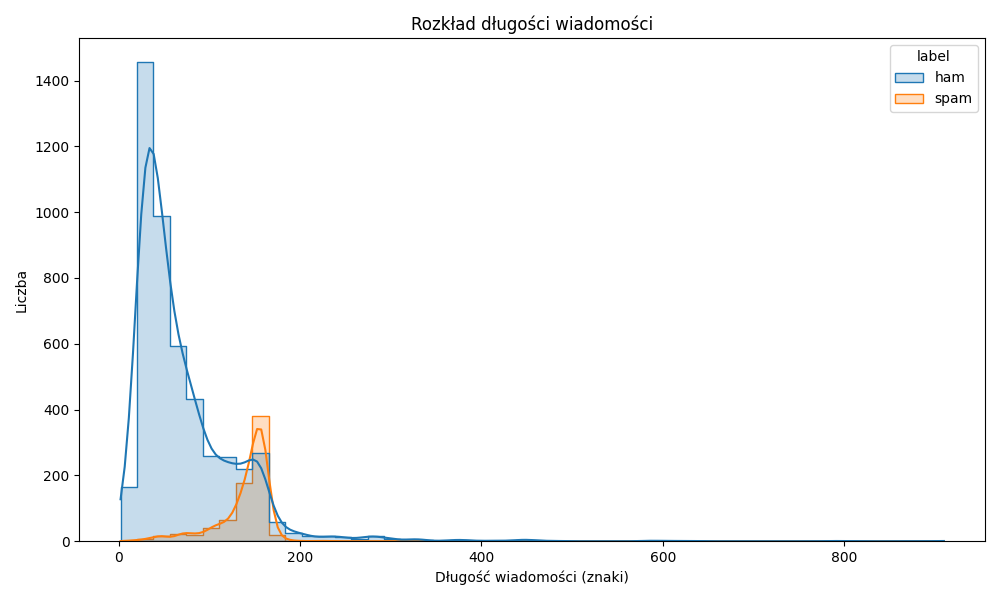 Rozkład długości wiadomości
label
ham
spam
Liczba
1400
1200
1000
800
600
400
200
0
0 200 400 600 800
Długość wiadomości (znaki)